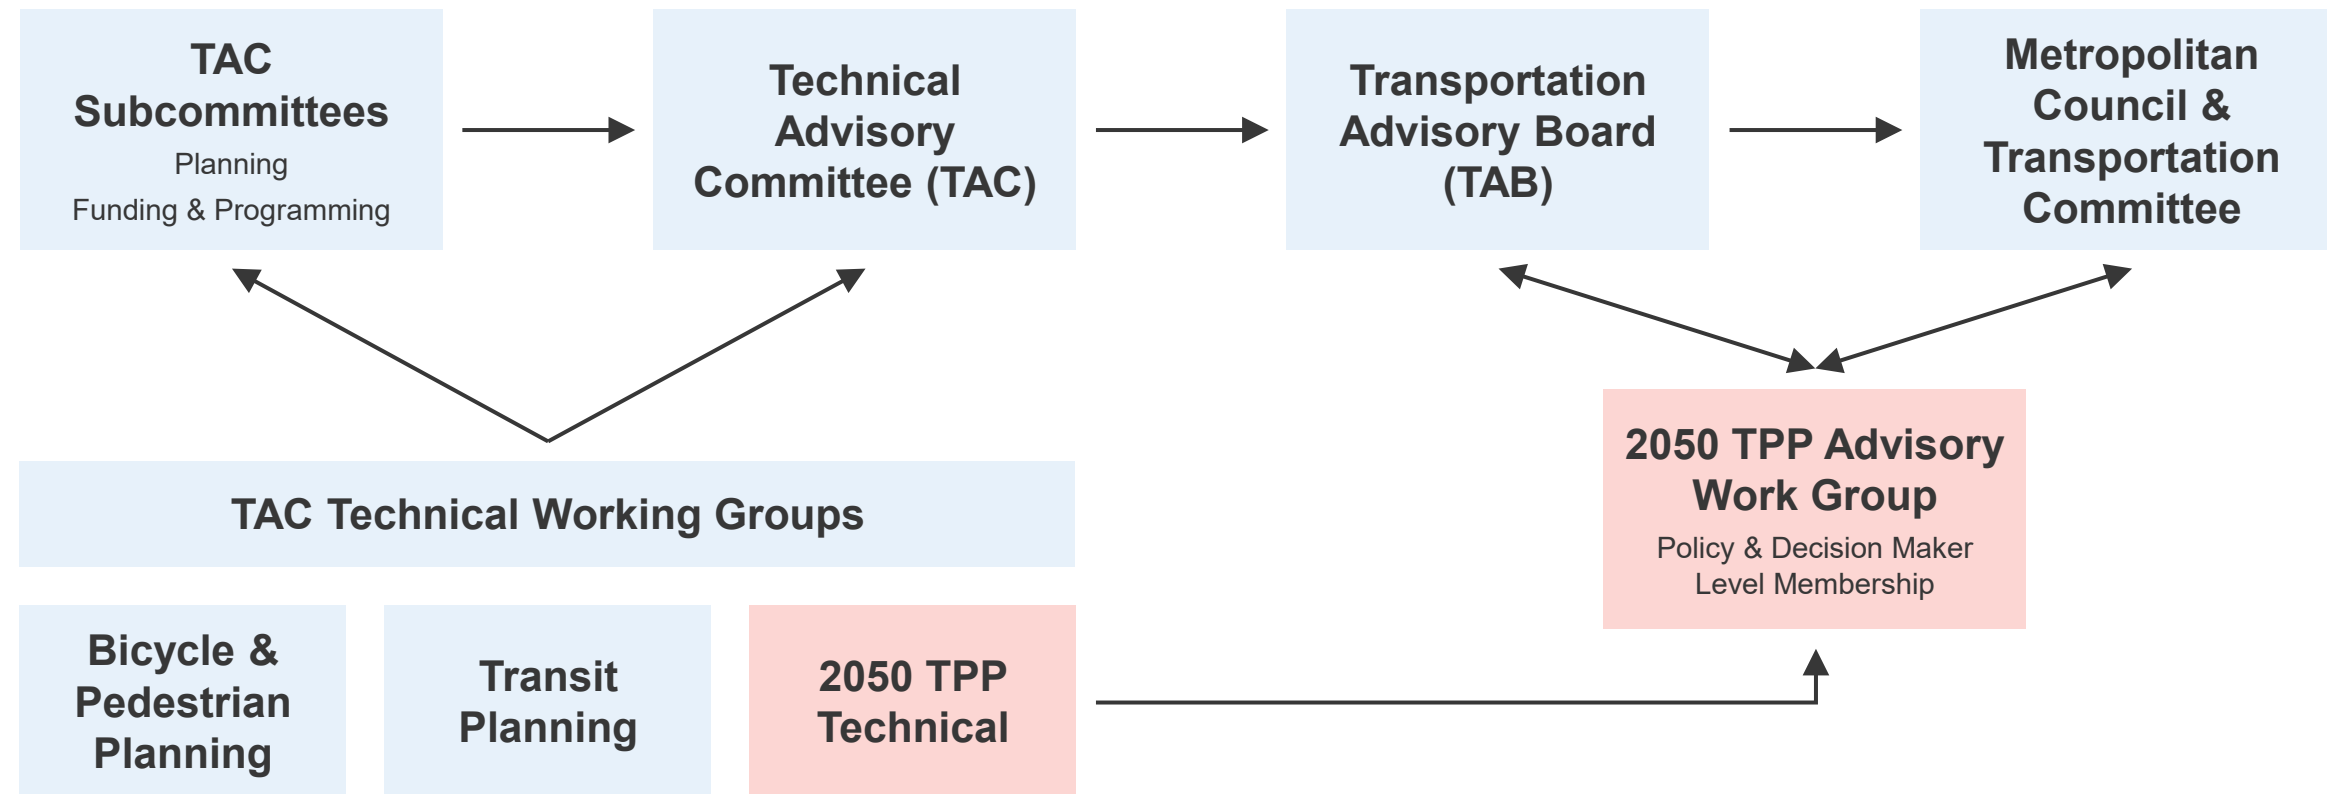 TAC
Subcommittees
Planning
Funding & Programming
Technical
Advisory
Committee (TAC)
Transportation
Advisory Board
(TAB)
Metropolitan
Council &
Transportation
Committee
TAC Technical Working Groups
2050 TPP Advisory
Work Group
Policy & Decision Maker
Level Membership
Bicycle &
Pedestrian
Planning
Transit
Planning
2050 TPP
Technical